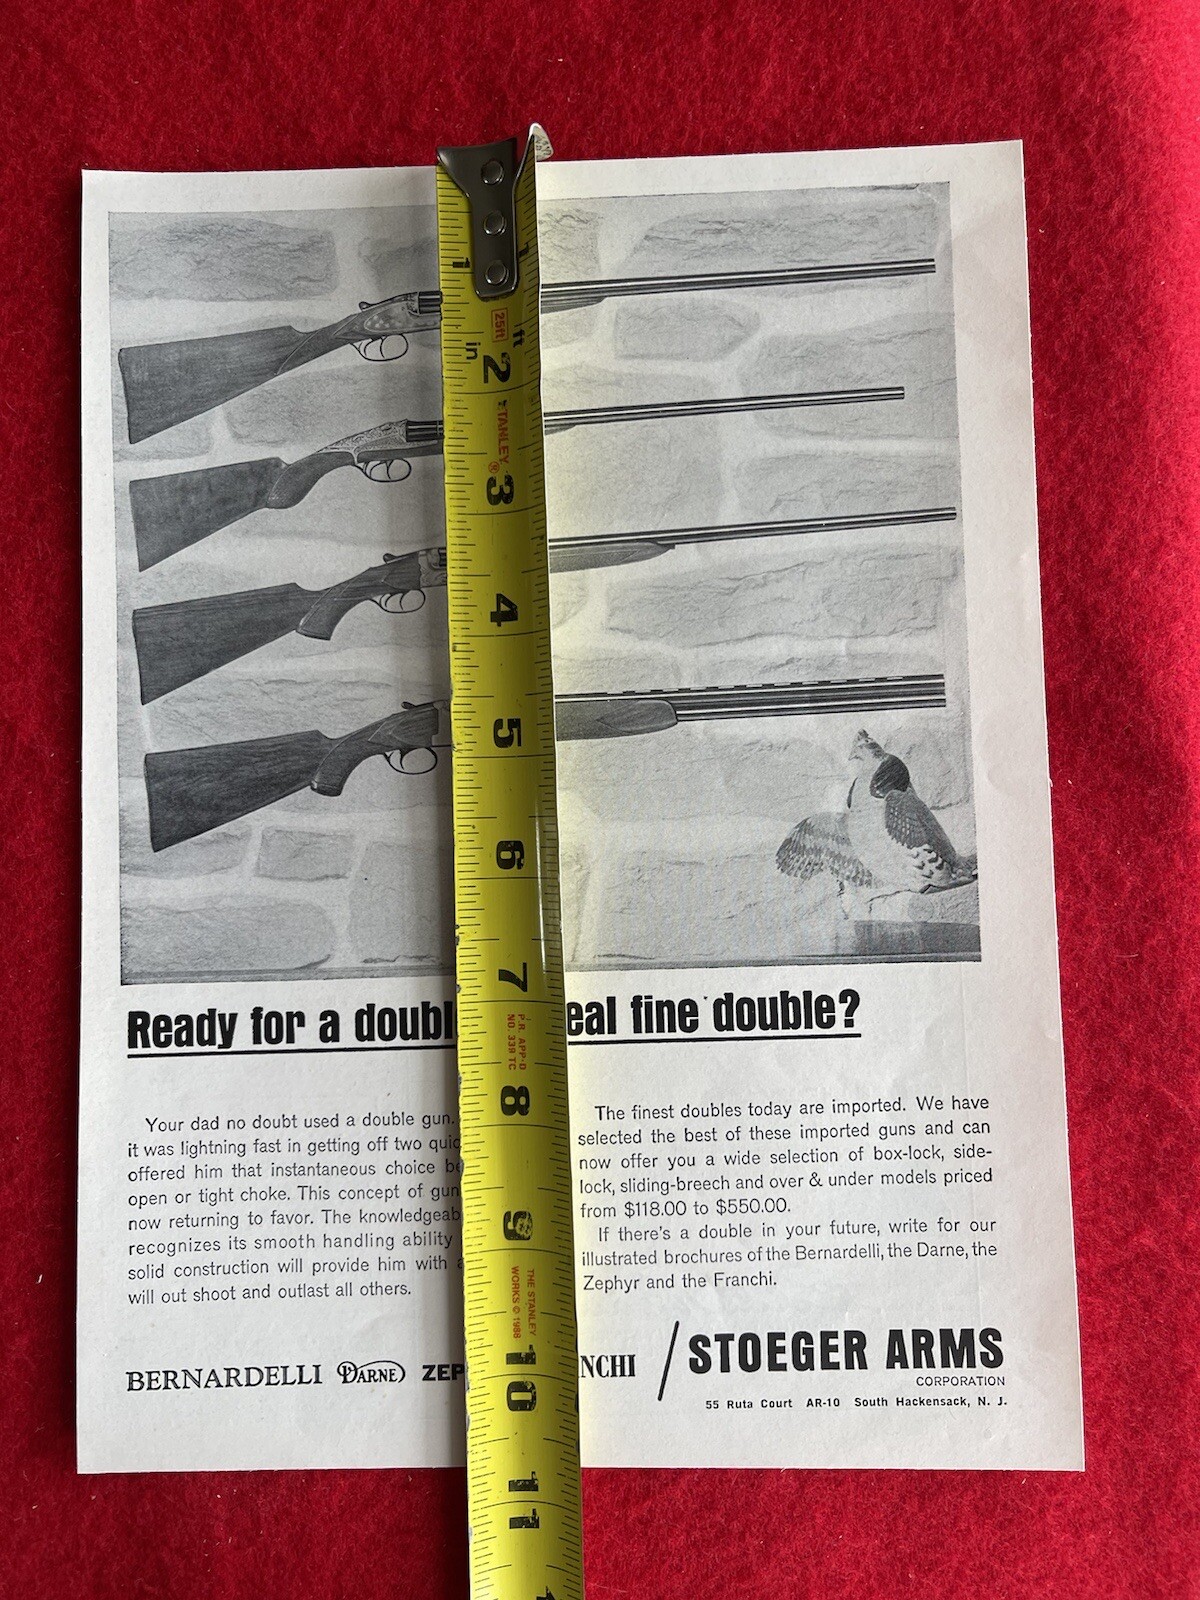 1 1
25ft
ft
in
2
STANLEY®
3
4
5
6
7
Ready for a doubl eal fine double?
P.R. APP-D
NO. 339 TC
8
Your dad no doubt used a double gun.
it was lightning fast in getting off two quic
offered him that instantaneous choice be
open or tight choke. This concept of gun
now returning to favor. The knowledgeab
recognizes its smooth handling ability
solid construction will provide him with a
will out shoot and outlast all others.
9
THE STANLEY
WORKS © 1988
The finest doubles today are imported. We have
selected the best of these imported guns and can
now offer you a wide selection of box-lock, side-
lock, sliding-breech and over & under models priced
from $118.00 to $550.00.
If there's a double in your future, write for our
illustrated brochures of the Bernardelli, the Darne, the
Zephyr and the Franchi.
BERNARDELLI DARNE ZEP NCHI / STOEGER ARMS
CORPORATION
55 Ruta Court AR-10 South Hackensack, N. J.
10
11